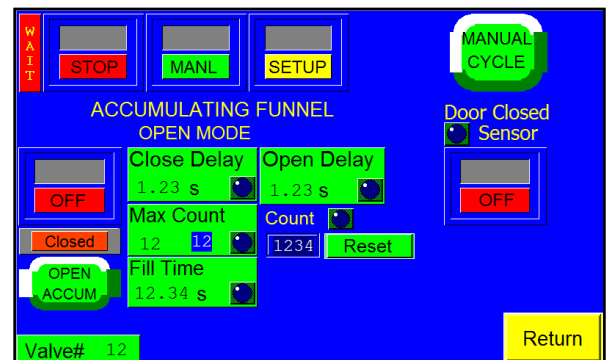 WAIT
STOP
MANL
SETUP
MANUAL
CYCLE
ACCUMULATING FUNNEL
OPEN MODE
Door Closed
Sensor
OFF
Close Delay
1.23 s
Open Delay
1.23 s
OFF
Max Count
12 12
Count
1234 Reset
Closed
OPEN
ACCUM
Fill Time
12.34 s
Valve# 12
Return